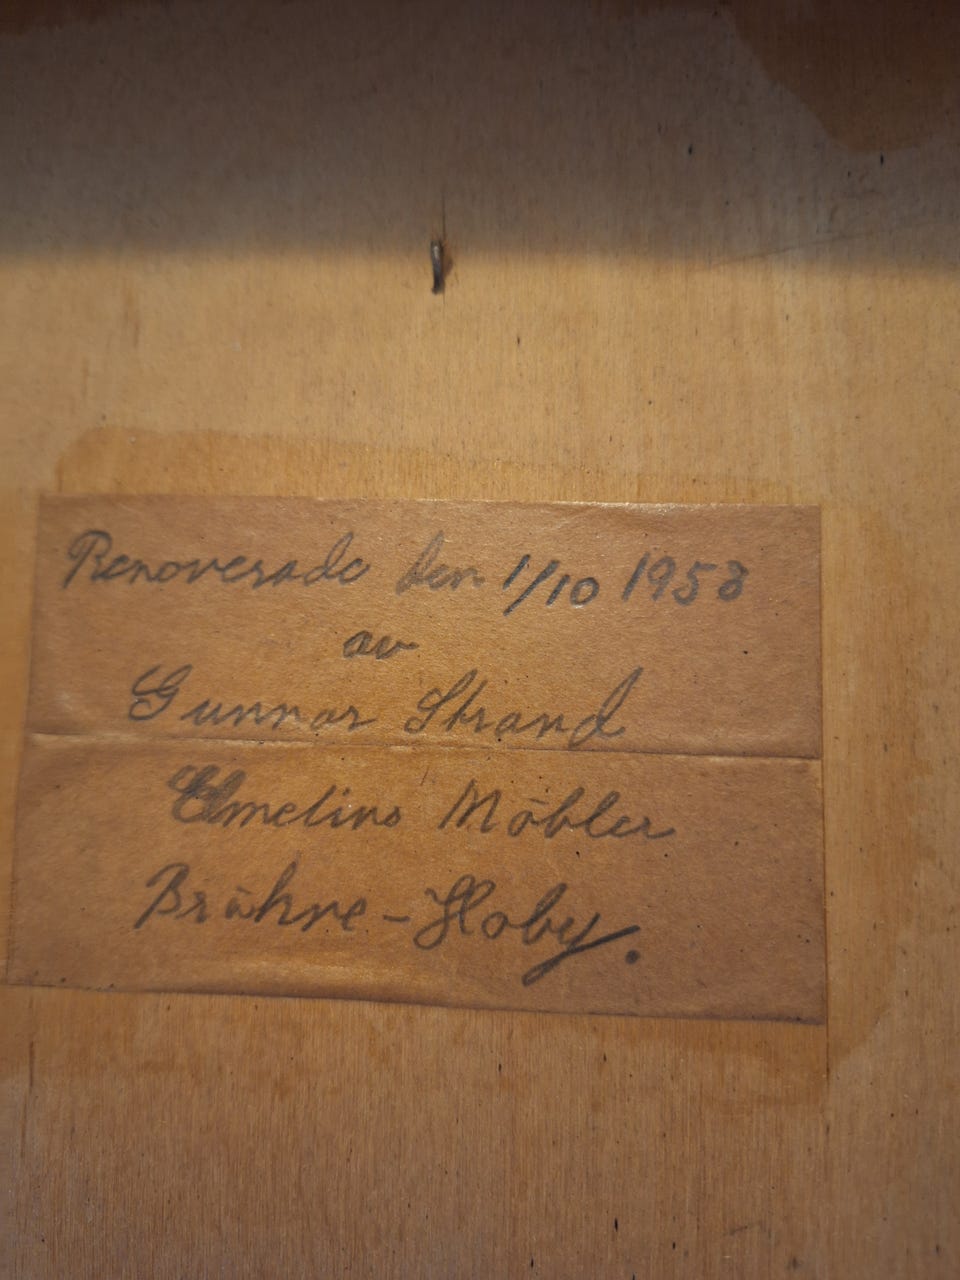 Renoverade den 1/10 1958
av
Gunnar Strand
Elmelins Möbler
Bräkne-Hoby.